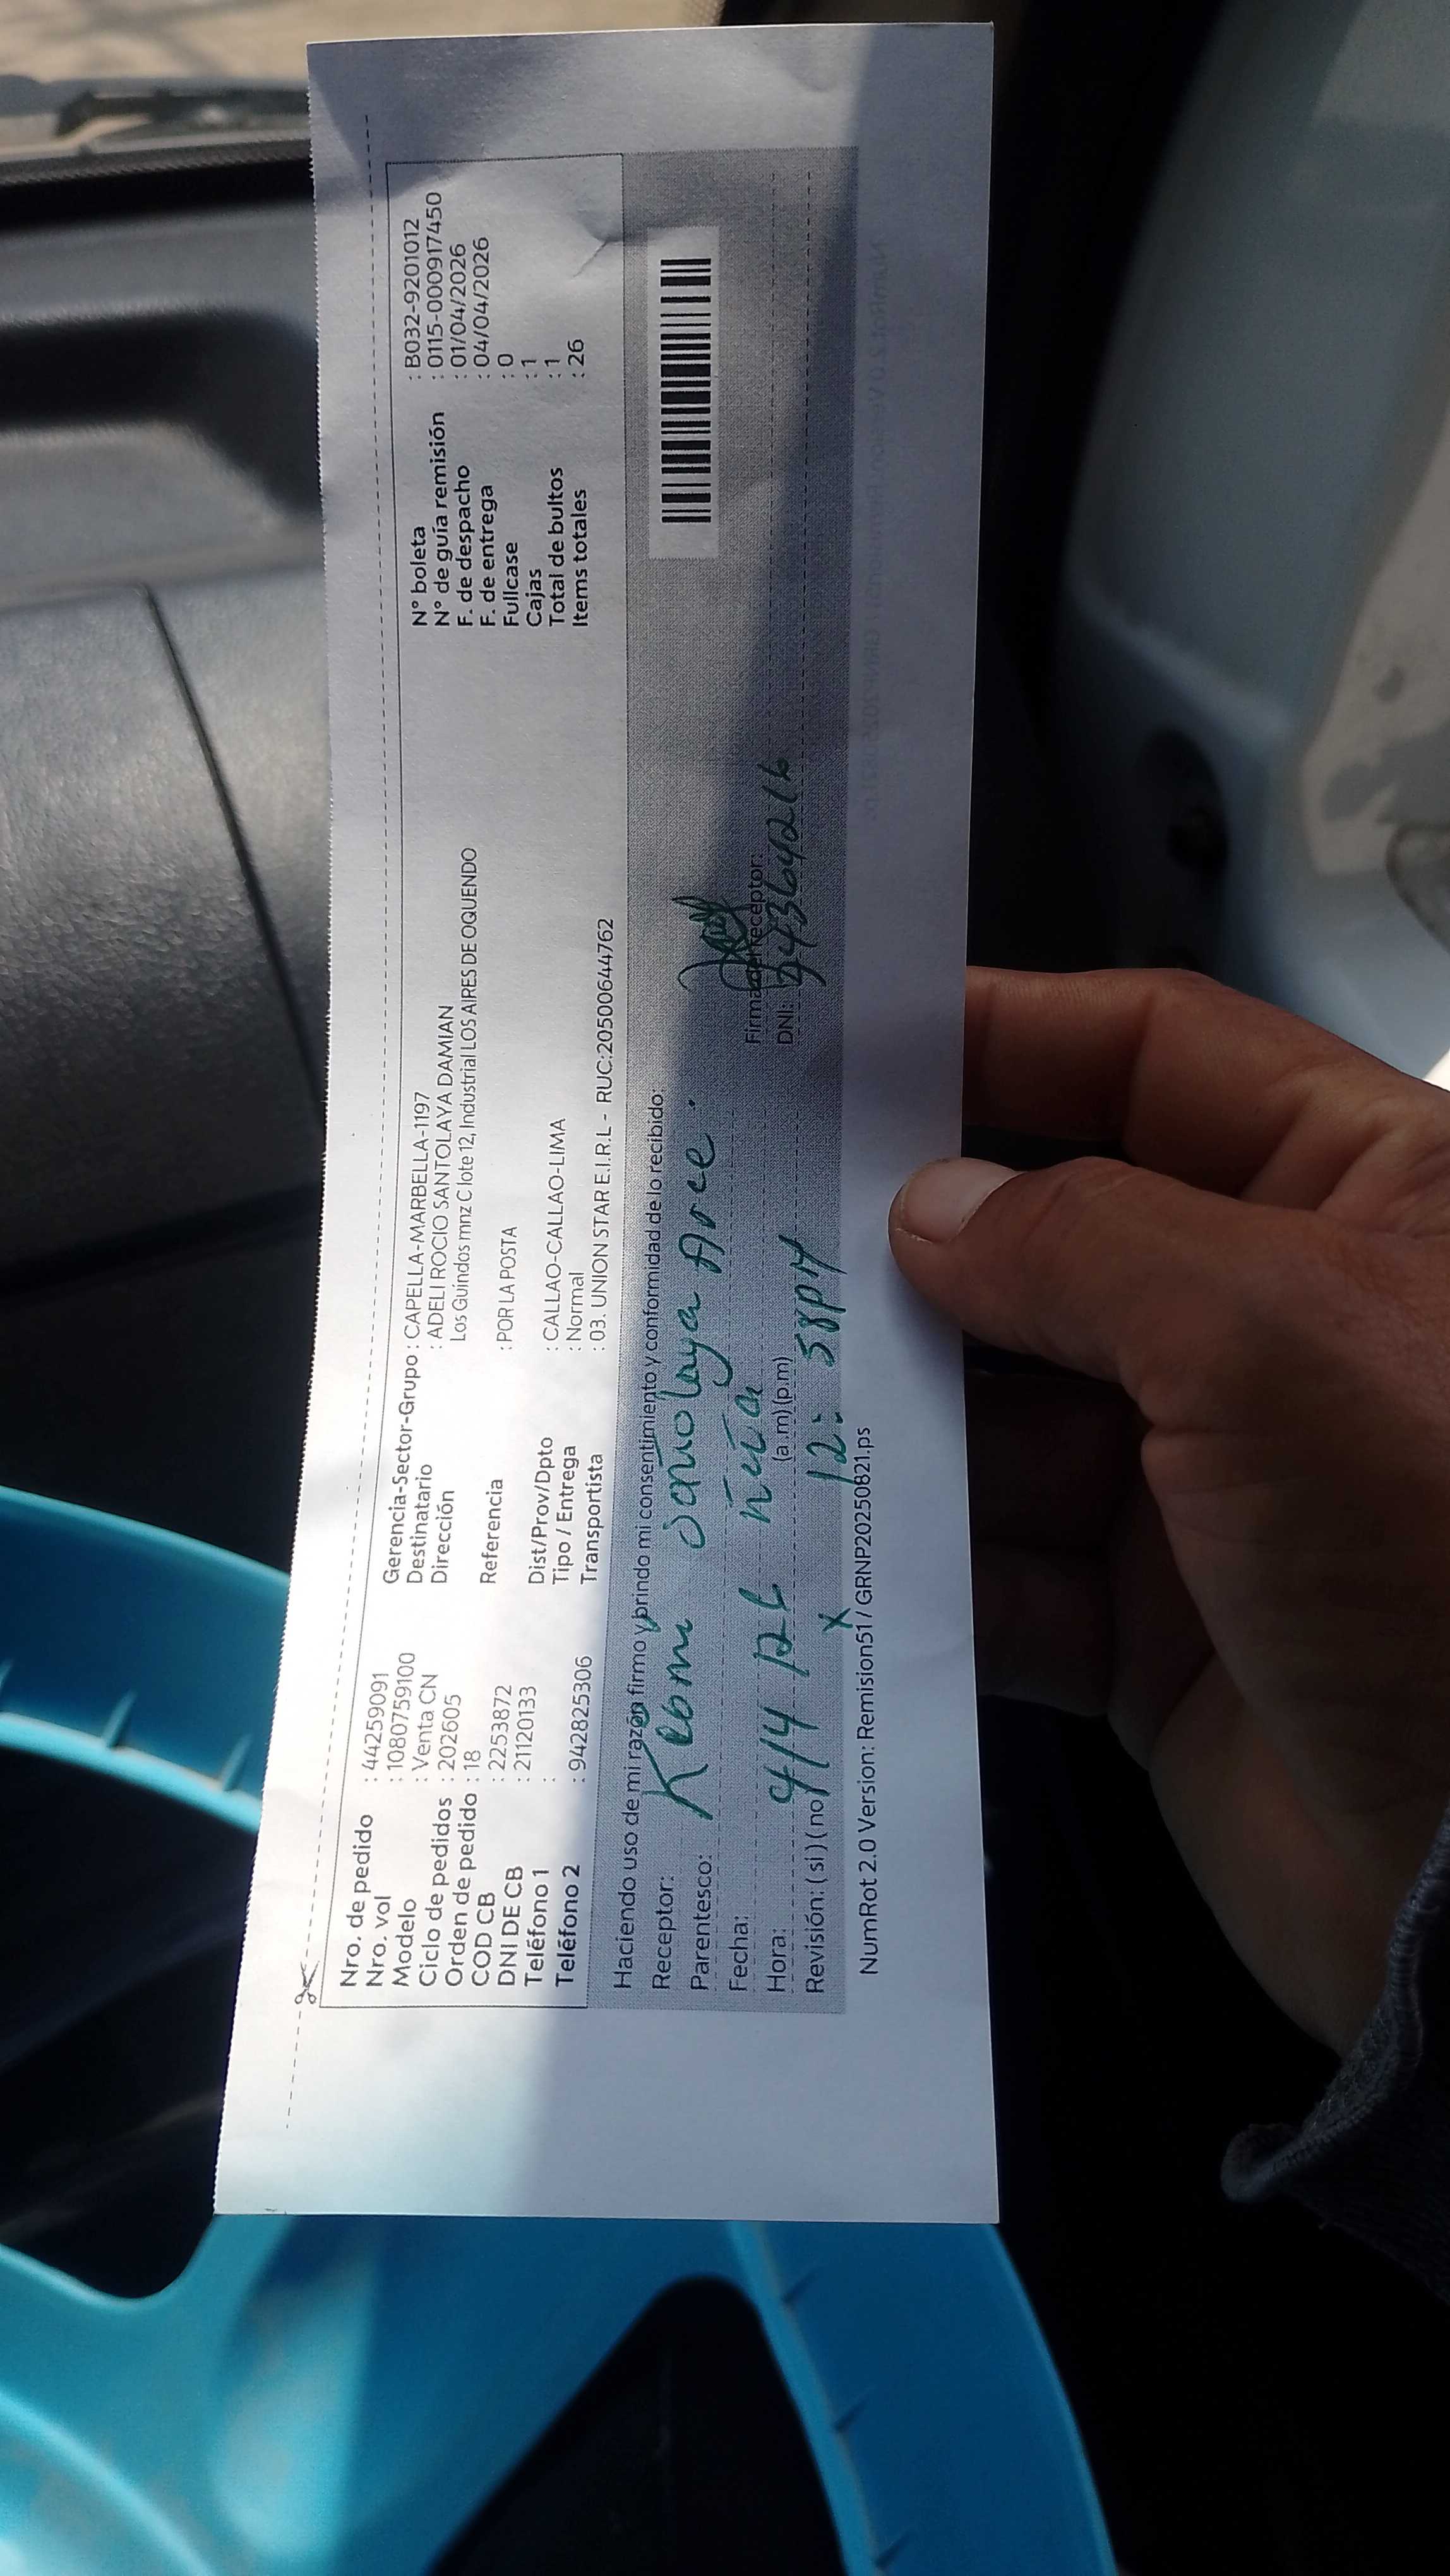 Nro. de pedido : 44259091
Nro. vol : 1080759100
Modelo : Venta CN
Ciclo de pedidos : 202605
Orden de pedido : 18
COD CB : 2253872
DNI DE CB : 21120133
Teléfono 1 :
Teléfono 2 : 942825306
Gerencia-Sector-Grupo : CAPELLA-MARBELLA-1197
Destinatario : ADELI ROCIO SANTOLAYA DAMIAN
Dirección Los Guindos mnz C lote 12, Industrial LOS AIRES DE OQUENDO
Referencia : POR LA POSTA
Dist/Prov/Dpto : CALLAO-CALLAO-LIMA
Tipo / Entrega : Normal
Transportista : 03. UNION STAR E.I.R.L - RUC:20500644762
N° boleta : B032-9201012
N° de guía remisión : 0115-000917450
F. de despacho : 01/04/2026
F. de entrega : 04/04/2026
Fullcase : 0
Cajas : 1
Total de bultos : 1
Items totales : 26
Haciendo uso de mi razón firmo y brindo mi consentimiento y conformidad de lo recibido:
Receptor: Santolaya Arce.
Parentesco:
Fecha: 4/4
Hora: (a.m) (p.m) 12:58 PM
Revisión: ( si ) ( no ) X
Firma del receptor:
DNI: 4364216
NumRot 2.0 Version: Remision51 / GRNP20250821.ps